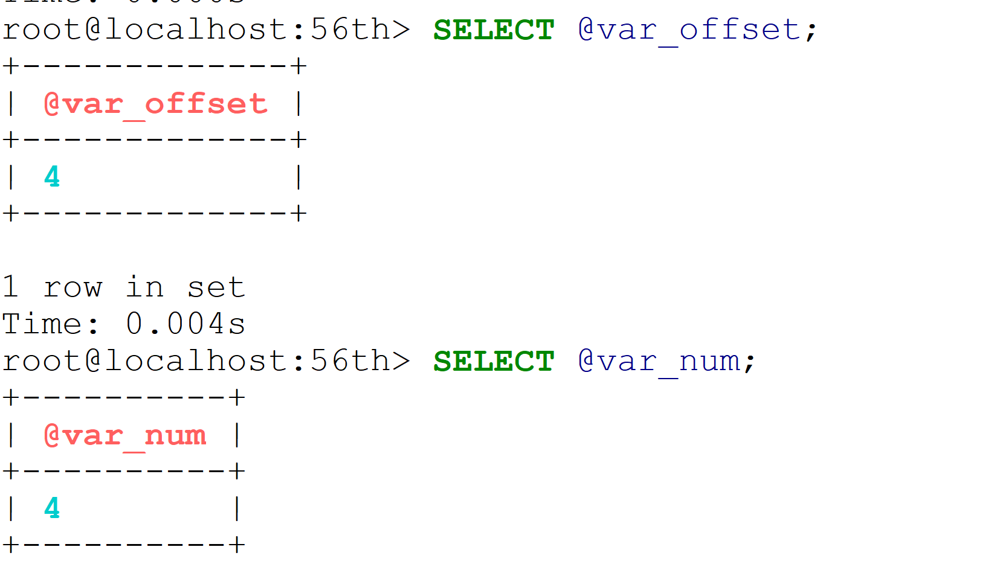 root@localhost:56th> SELECT @var_offset;
+-------------+
| @var_offset |
+-------------+
| 4           |
+-------------+
1 row in set
Time: 0.004s
root@localhost:56th> SELECT @var_num;
+----------+
| @var_num |
+----------+
| 4        |
+----------+